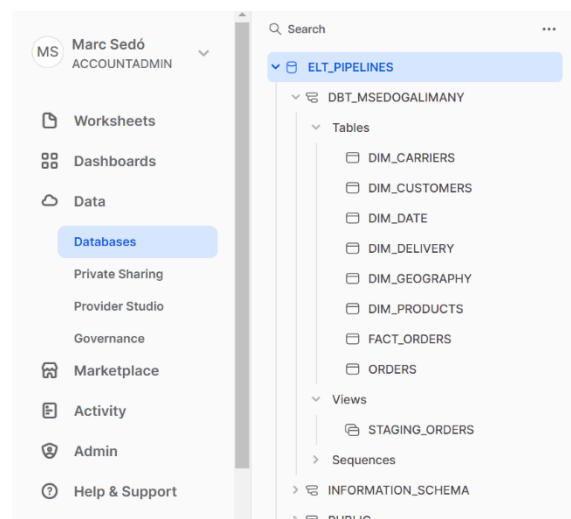 MS
Marc Sedó
ACCOUNTADMIN
Worksheets
Dashboards
Data
Databases
Private Sharing
Provider Studio
Governance
Marketplace
Activity
Admin
Help & Support
Search
ELT_PIPELINES
DBT_MSEDOGALIMANY
Tables
DIM_CARRIERS
DIM_CUSTOMERS
DIM_DATE
DIM_DELIVERY
DIM_GEOGRAPHY
DIM_PRODUCTS
FACT_ORDERS
ORDERS
Views
STAGING_ORDERS
Sequences
INFORMATION_SCHEMA
PUBLIC